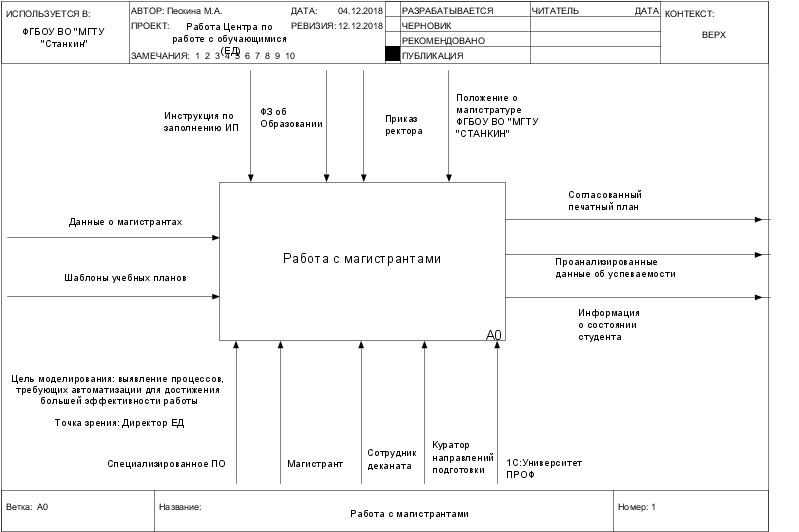 ИСПОЛЬЗУЕТСЯ В:
ФГБОУ ВО "МГТУ
"Станкин"
АВТОР: Пескина М.А.
ДАТА: 04.12.2018
ПРОЕКТ: Работа Центра по
работе с обучающимися
(ЕД)
РЕВИЗИЯ: 12.12.2018
ЗАМЕЧАНИЯ: 1 2 3 4 5 6 7 8 9 10
РАЗРАБАТЫВАЕТСЯ
ЧЕРНОВИК
РЕКОМЕНДОВАНО
ПУБЛИКАЦИЯ
ЧИТАТЕЛЬ
ДАТА
КОНТЕКСТ:
ВЕРХ
Инструкция по
заполнению ИП
ФЗ об
Образовании
Приказ
ректора
Положение о
магистратуре
ФГБОУ ВО "МГТУ
"СТАНКИН"
Данные о магистрантах
Шаблоны учебных планов
Работа с магистрантами
A0
Согласованный
печатный план
Проанализированные
данные об успеваемости
Информация
о состоянии
студента
Цель моделирования: выявление процессов,
требующих автоматизации для достижения
большей эффективности работы
Точка зрения: Директор ЕД
Специализированное ПО
Магистрант
Сотрудник
деканата
Куратор
направлений
подготовки
1С:Университет
ПРОФ
Ветка: A0
Название:
Работа с магистрантами
Номер: 1